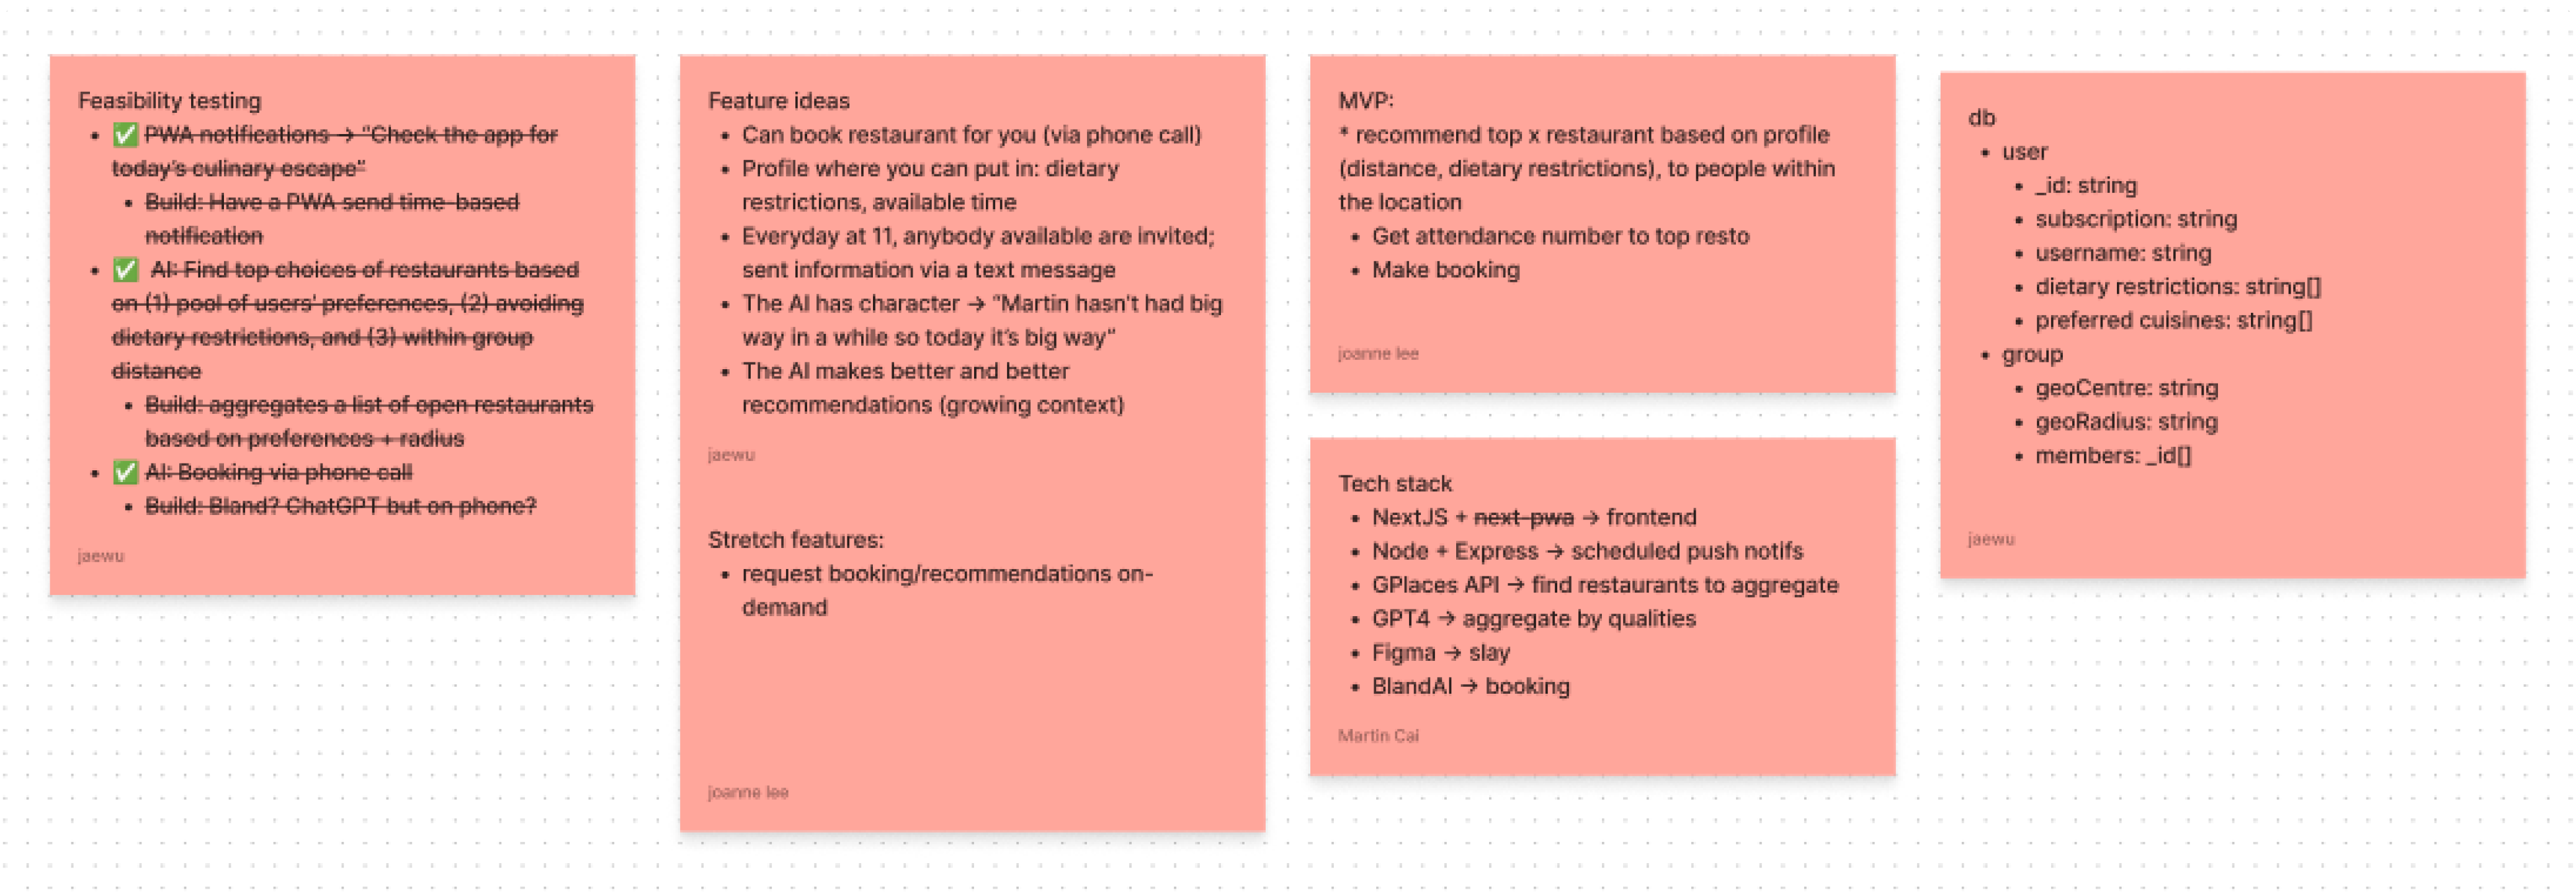 Feasibility testing
• ✅ PWA notifications → “Check the app for
today’s culinary escape”
• Build: Have a PWA send time-based
notification
• ✅ AI: Find top choices of restaurants based
on (1) pool of users' preferences, (2) avoiding
dietary restrictions, and (3) within group
distance
• Build: aggregates a list of open restaurants
based on preferences + radius
• ✅ AI: Booking via phone call
• Build: Bland? ChatGPT but on phone?
jaewu
Feature ideas
• Can book restaurant for you (via phone call)
• Profile where you can put in: dietary
restrictions, available time
• Everyday at 11, anybody available are invited;
sent information via a text message
• The AI has character → “Martin hasn't had big
way in a while so today it’s big way”
• The AI makes better and better
recommendations (growing context)
jaewu
Stretch features:
• request booking/recommendations on-
demand
joanne lee
MVP:
* recommend top x restaurant based on profile
(distance, dietary restrictions), to people within
the location
• Get attendance number to top resto
• Make booking
joanne lee
Tech stack
• NextJS + next-pwa → frontend
• Node + Express → scheduled push notifs
• GPlaces API → find restaurants to aggregate
• GPT4 → aggregate by qualities
• Figma → slay
• BlandAI → booking
Martin Cai
db
• user
• _id: string
• subscription: string
• username: string
• dietary restrictions: string[]
• preferred cuisines: string[]
• group
• geoCentre: string
• geoRadius: string
• members: _id[]
jaewu